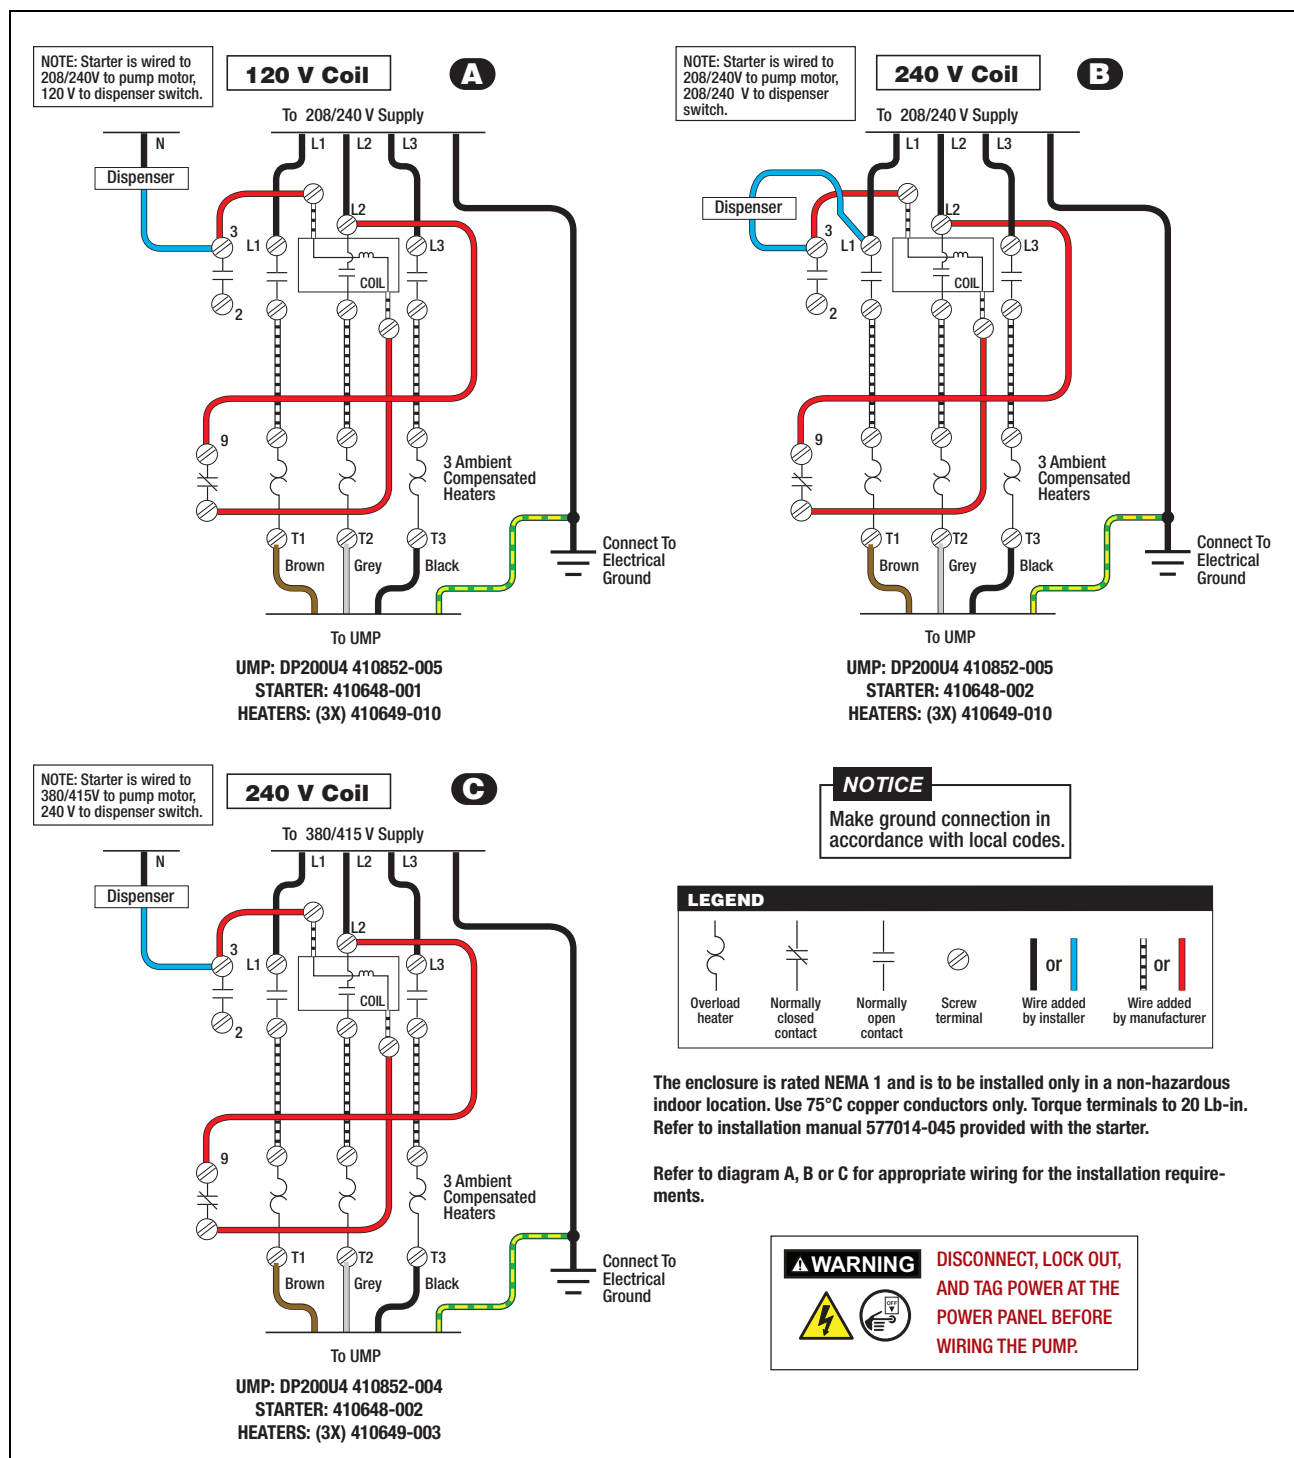 NOTE: Starter is wired to
208/240V to pump motor,
120 V to dispenser switch.
120 V Coil
A
To 208/240 V Supply
N
L1
L2
L3
Dispenser
3
L1
L2
L3
COIL
2
9
3 Ambient
Compensated
Heaters
T1
T2
T3
Brown
Grey
Black
Connect To
Electrical
Ground
To UMP
UMP: DP200U4 410852-005
STARTER: 410648-001
HEATERS: (3X) 410649-010
NOTE: Starter is wired to
208/240V to pump motor,
208/240 V to dispenser
switch.
240 V Coil
B
To 208/240 V Supply
L1
L2
L3
Dispenser
3
L1
L2
L3
COIL
2
9
3 Ambient
Compensated
Heaters
T1
T2
T3
Brown
Grey
Black
Connect To
Electrical
Ground
To UMP
UMP: DP200U4 410852-005
STARTER: 410648-002
HEATERS: (3X) 410649-010
NOTE: Starter is wired to
380/415V to pump motor,
240 V to dispenser switch.
240 V Coil
C
To 380/415 V Supply
N
L1
L2
L3
Dispenser
3
L1
L2
L3
COIL
2
9
3 Ambient
Compensated
Heaters
T1
T2
T3
Brown
Grey
Black
Connect To
Electrical
Ground
To UMP
UMP: DP200U4 410852-004
STARTER: 410648-002
HEATERS: (3X) 410649-003
NOTICE
Make ground connection in
accordance with local codes.
LEGEND
or
or
Overload
heater
Normally
closed
contact
Normally
open
contact
Screw
terminal
Wire added
by installer
Wire added
by manufacturer
The enclosure is rated NEMA 1 and is to be installed only in a non-hazardous
indoor location. Use 75°C copper conductors only. Torque terminals to 20 Lb-in.
Refer to installation manual 577014-045 provided with the starter.
Refer to diagram A, B or C for appropriate wiring for the installation require-
ments.
WARNING
OFF
DISCONNECT, LOCK OUT,
AND TAG POWER AT THE
POWER PANEL BEFORE
WIRING THE PUMP.